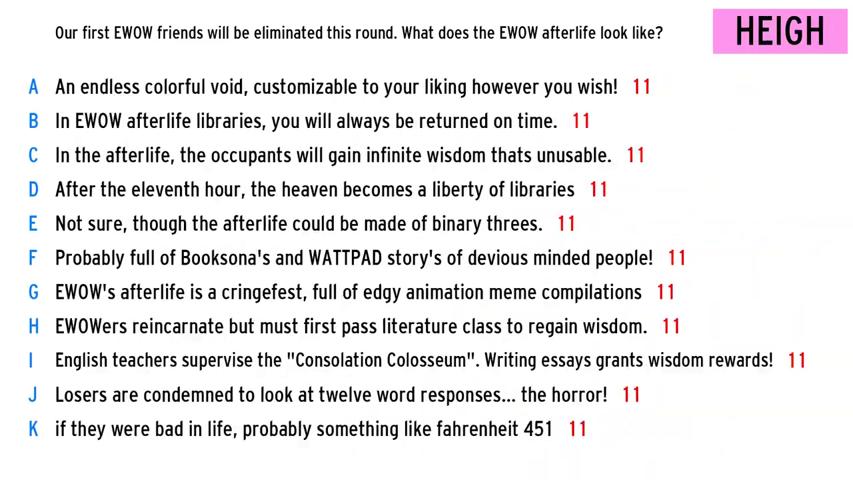 Our first EWOW friends will be eliminated this round. What does the EWOW afterlife look like?
HEIGH
A An endless colorful void, customizable to your liking however you wish! 11
B In EWOW afterlife libraries, you will always be returned on time. 11
C In the afterlife, the occupants will gain infinite wisdom thats unusable. 11
D After the eleventh hour, the heaven becomes a liberty of libraries 11
E Not sure, though the afterlife could be made of binary threes. 11
F Probably full of Booksona's and WATTPAD story's of devious minded people! 11
G EWOW's afterlife is a cringefest, full of edgy animation meme compilations 11
H EWOWers reincarnate but must first pass literature class to regain wisdom. 11
I English teachers supervise the "Consolation Colosseum". Writing essays grants wisdom rewards! 11
J Losers are condemned to look at twelve word responses... the horror! 11
K if they were bad in life, probably something like fahrenheit 451 11